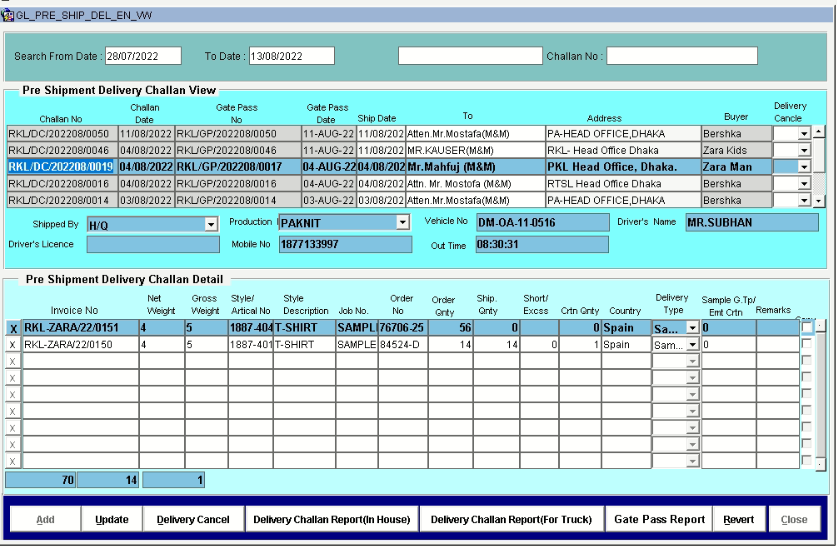 GL_PRE_SHIP_DEL_EN_VW
Search From Date : 28/07/2022 To Date : 13/08/2022 Challan No :
Pre Shipment Delivery Challan View
Challan No Challan Date Gate Pass No Gate Pass Date Ship Date To Address Buyer Delivery Cancle
RKL/DC/202208/0050 11/08/2022 RKL/GP/202208/0050 11-AUG-22 11/08/202 Atten.Mr.Mostafa(M&M) PA-HEAD OFFICE,DHAKA Bershka
RKL/DC/202208/0046 04/08/2022 RKL/GP/202208/0046 11-AUG-22 11/08/202 MR.KAUSER(M&M) RKL- Head Office Dhaka Zara Kids
RKL/DC/202208/0019 04/08/2022 RKL/GP/202208/0017 04-AUG-22 04/08/202 Mr.Mahfuj (M&M) PKL Head Office, Dhaka. Zara Man
RKL/DC/202208/0016 04/08/2022 RKL/GP/202208/0016 04-AUG-22 04/08/202 Attn. Mr. Mostofa (M&M) RTSL Head Office Dhaka Bershka
RKL/DC/202208/0014 03/08/2022 RKL/GP/202208/0014 03-AUG-22 03/08/202 Atten.Mr.Mostafa(M&M) PA-HEAD OFFICE,DHAKA Bershka
Shipped By H/Q Production PAKNIT Vehicle No DM-OA-11-0516 Driver's Name MR.SUBHAN
Driver's Licence Mobile No 1877133997 Out Time 08:30:31
Pre Shipment Delivery Challan Detail
Invoice No Net Weight Gross Weight Style/ Artical No Style Description Job No. Order No Order Qnty Ship. Qnty Short/ Excss Crtn Qnty Country Delivery Type Sample G.Tp/ Emt Crtn Remarks
X RKL-ZARA/22/0151 4 5 1887-404 T-SHIRT SAMPLI 76706-25 56 0 0 Spain Sa... 0
X RKL-ZARA/22/0150 4 5 1887-401 T-SHIRT SAMPLE 84524-D 14 14 0 1 Spain Sam... 0
X
X
X
X
X
X
X
70 14 1
Add Update Delivery Cancel Delivery Challan Report(In House) Delivery Challan Report(For Truck) Gate Pass Report Revert Close